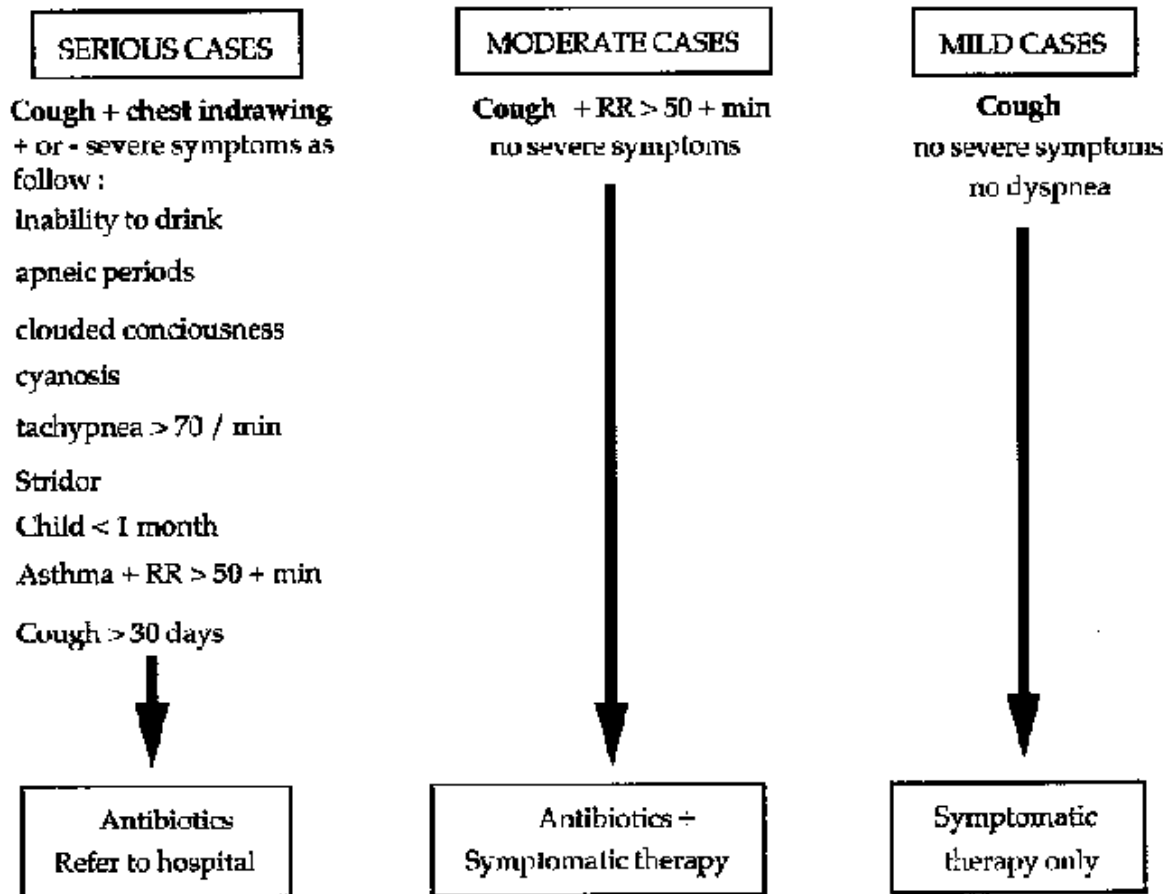 SERIOUS CASES
Cough + chest indrawing
+ or - severe symptoms as
follow :
inability to drink
apneic periods
clouded conciousness
cyanosis
tachypnea > 70 / min
Stridor
Child < 1 month
Asthma + RR > 50 + min
Cough > 30 days
Antibiotics
Refer to hospital
MODERATE CASES
Cough + RR > 50 + min
no severe symptoms
Antibiotics +
Symptomatic therapy
MILD CASES
Cough
no severe symptoms
no dyspnea
Symptomatic
therapy only